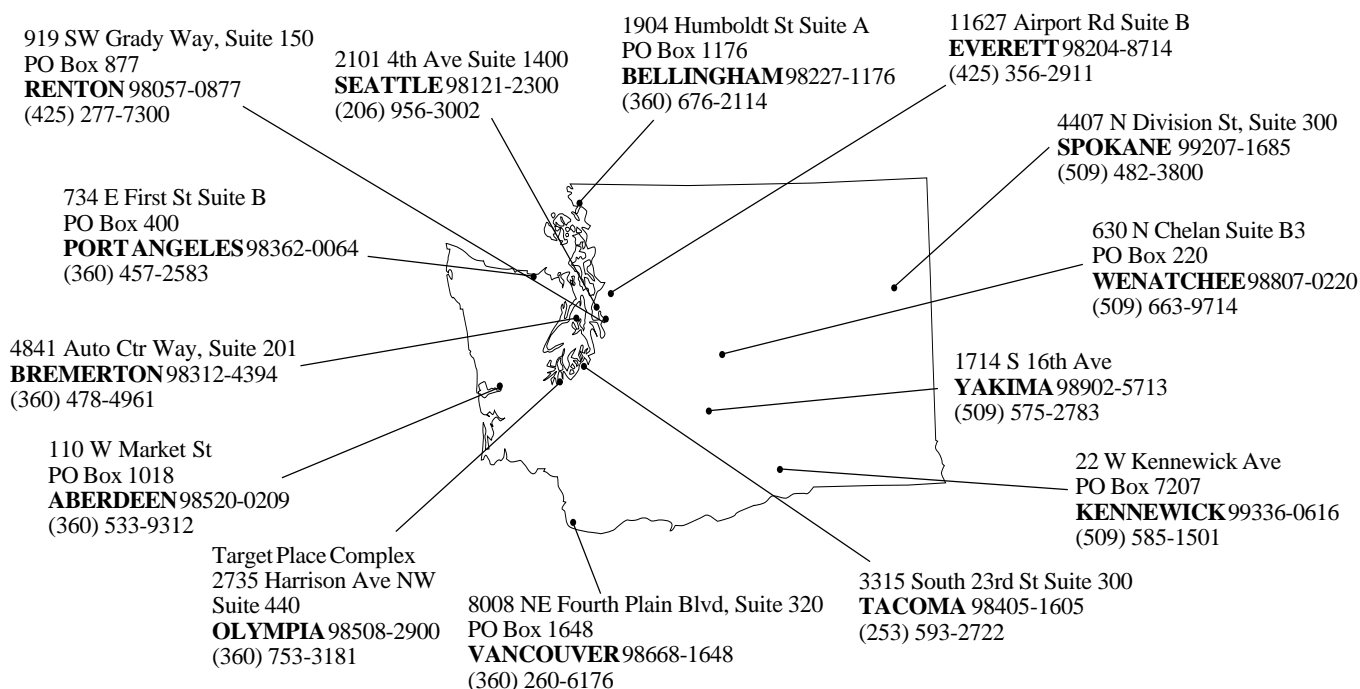 919 SW Grady Way, Suite 150
PO Box 877
RENTON 98057-0877
(425) 277-7300
2101 4th Ave Suite 1400
SEATTLE 98121-2300
(206) 956-3002
1904 Humboldt St Suite A
PO Box 1176
BELLINGHAM 98227-1176
(360) 676-2114
11627 Airport Rd Suite B
EVERETT 98204-8714
(425) 356-2911
4407 N Division St, Suite 300
SPOKANE 99207-1685
(509) 482-3800
734 E First St Suite B
PO Box 400
PORT ANGELES 98362-0064
(360) 457-2583
630 N Chelan Suite B3
PO Box 220
WENATCHEE 98807-0220
(509) 663-9714
4841 Auto Ctr Way, Suite 201
BREMERTON 98312-4394
(360) 478-4961
1714 S 16th Ave
YAKIMA 98902-5713
(509) 575-2783
110 W Market St
PO Box 1018
ABERDEEN 98520-0209
(360) 533-9312
22 W Kennewick Ave
PO Box 7207
KENNEWICK 99336-0616
(509) 585-1501
Target Place Complex
2735 Harrison Ave NW
Suite 440
OLYMPIA 98508-2900
(360) 753-3181
8008 NE Fourth Plain Blvd, Suite 320
PO Box 1648
VANCOUVER 98668-1648
(360) 260-6176
3315 South 23rd St Suite 300
TACOMA 98405-1605
(253) 593-2722